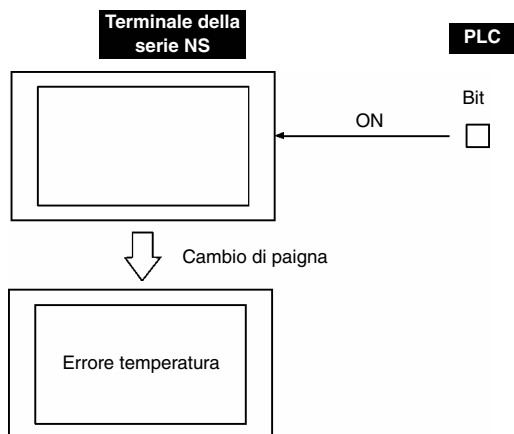 Terminale della
serie NS
PLC
Bit
ON
Cambio di paigna
Errore temperatura